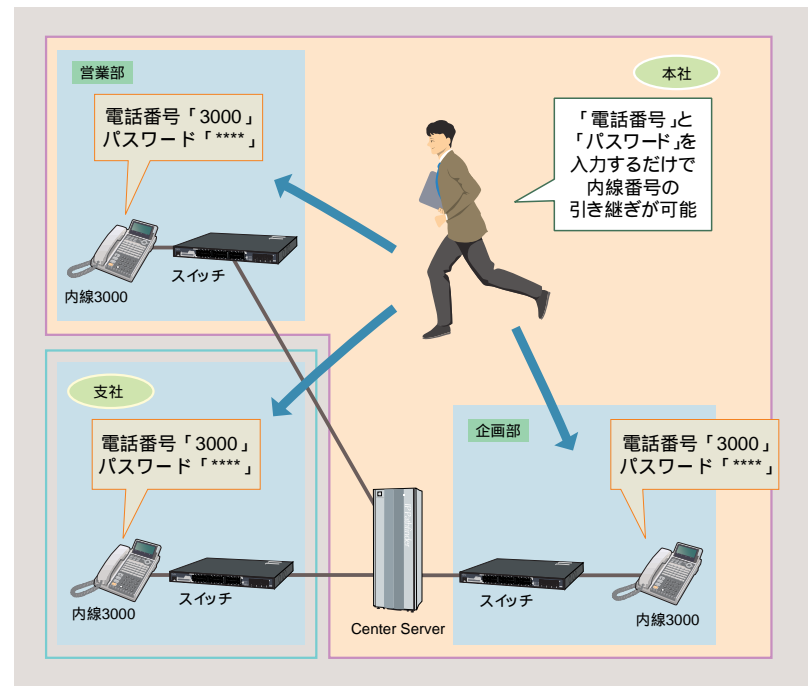 営業部
本社
電話番号「3000」
パスワード「****」
「電話番号」と
「パスワード」を
入力するだけで
内線番号の
引き継ぎが可能
スイッチ
内線3000
支社
電話番号「3000」
パスワード「****」
企画部
電話番号「3000」
パスワード「****」
スイッチ
内線3000
Center Server
スイッチ
内線3000